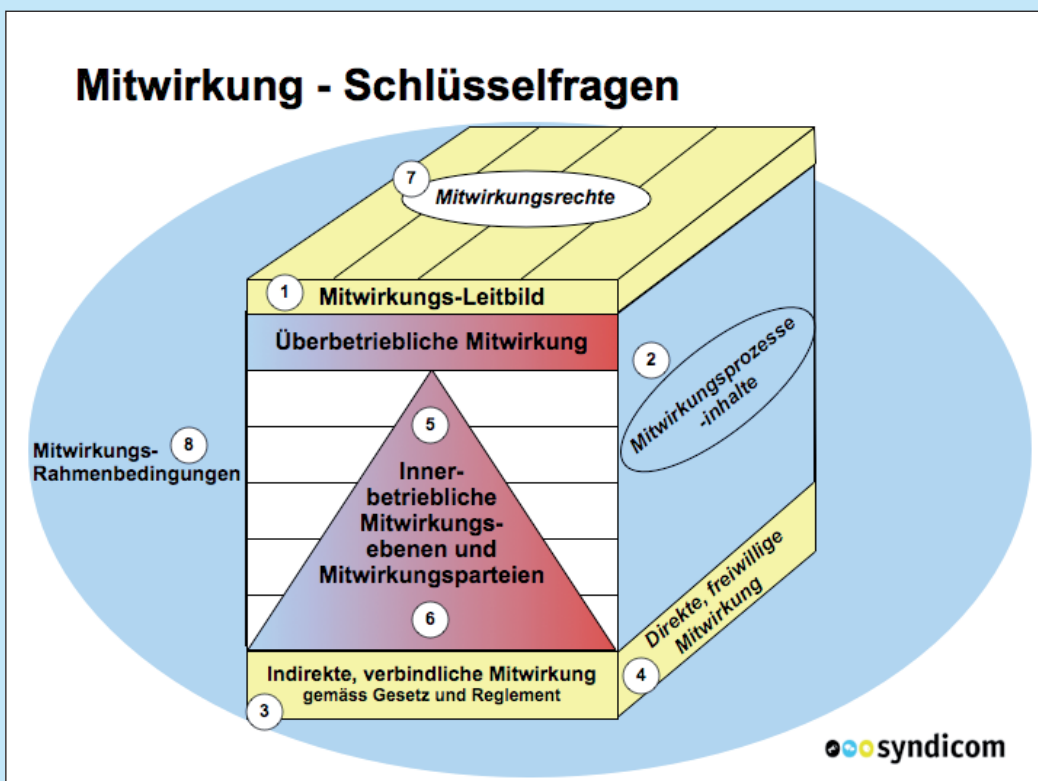 Mitwirkung - Schlüsselfragen
7
Mitwirkungsrechte
1
Mitwirkungs-Leitbild
Überbetriebliche Mitwirkung
2
Mitwirkungsprozesse
-inhalte
8
Mitwirkungs-
Rahmenbedingungen
5
Inner-
betriebliche
Mitwirkungs-
ebenen und
Mitwirkungsparteien
6
Indirekte, verbindliche Mitwirkung
gemäss Gesetz und Reglement
3
Direkte, freiwillige
Mitwirkung
4
syndicom